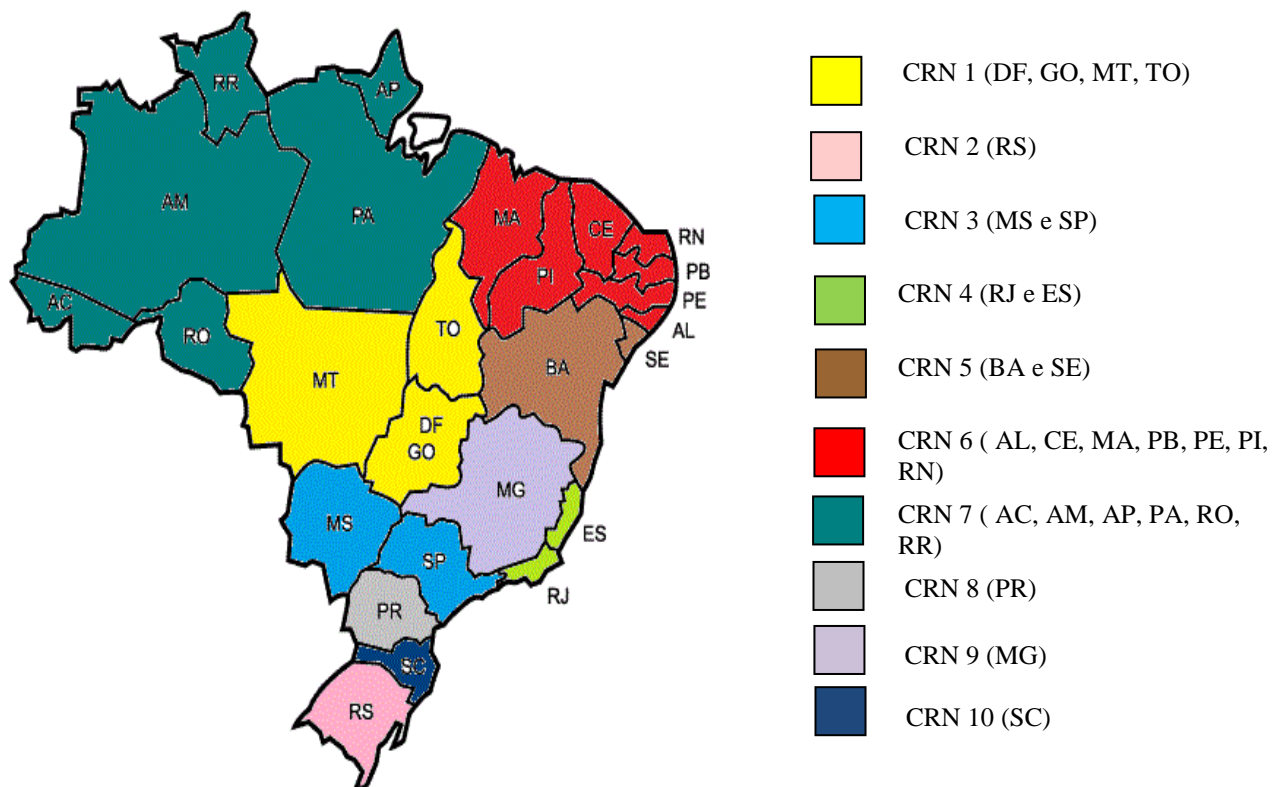 RR
AP
AM
PA
MA
CE
RN
PI
PB
PE
AC
AL
TO
RO
SE
BA
MT
DF
GO
MG
MS
ES
SP
RJ
PR
SC
RS
CRN 1 (DF, GO, MT, TO)
CRN 2 (RS)
CRN 3 (MS e SP)
CRN 4 (RJ e ES)
CRN 5 (BA e SE)
CRN 6 ( AL, CE, MA, PB, PE, PI,
RN)
CRN 7 ( AC, AM, AP, PA, RO,
RR)
CRN 8 (PR)
CRN 9 (MG)
CRN 10 (SC)